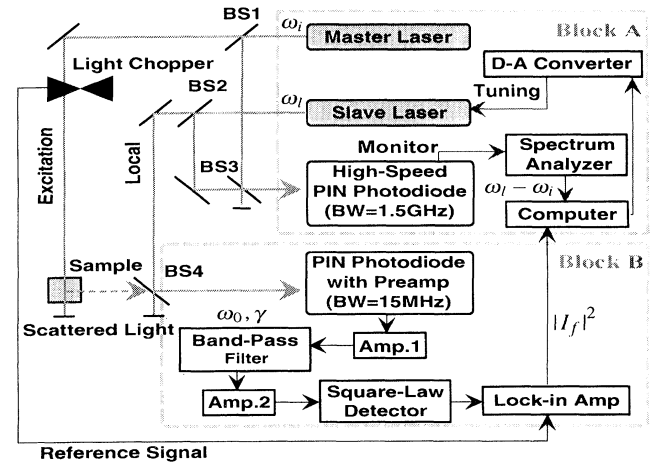 BS1
ωi
Master Laser
Block A
Light Chopper
BS2
D-A Converter
Tuning
ωl
Slave Laser
Excitation
Local
Monitor
BS3
High-Speed
PIN Photodiode
(BW=1.5GHz)
Spectrum
Analyzer
ωl − ωi
Computer
Sample
BS4
PIN Photodiode
with Preamp
(BW=15MHz)
Block B
Scattered Light
ω0, γ
|If|²
Band-Pass
Filter
Amp.1
Amp.2
Square-Law
Detector
Lock-in Amp
Reference Signal